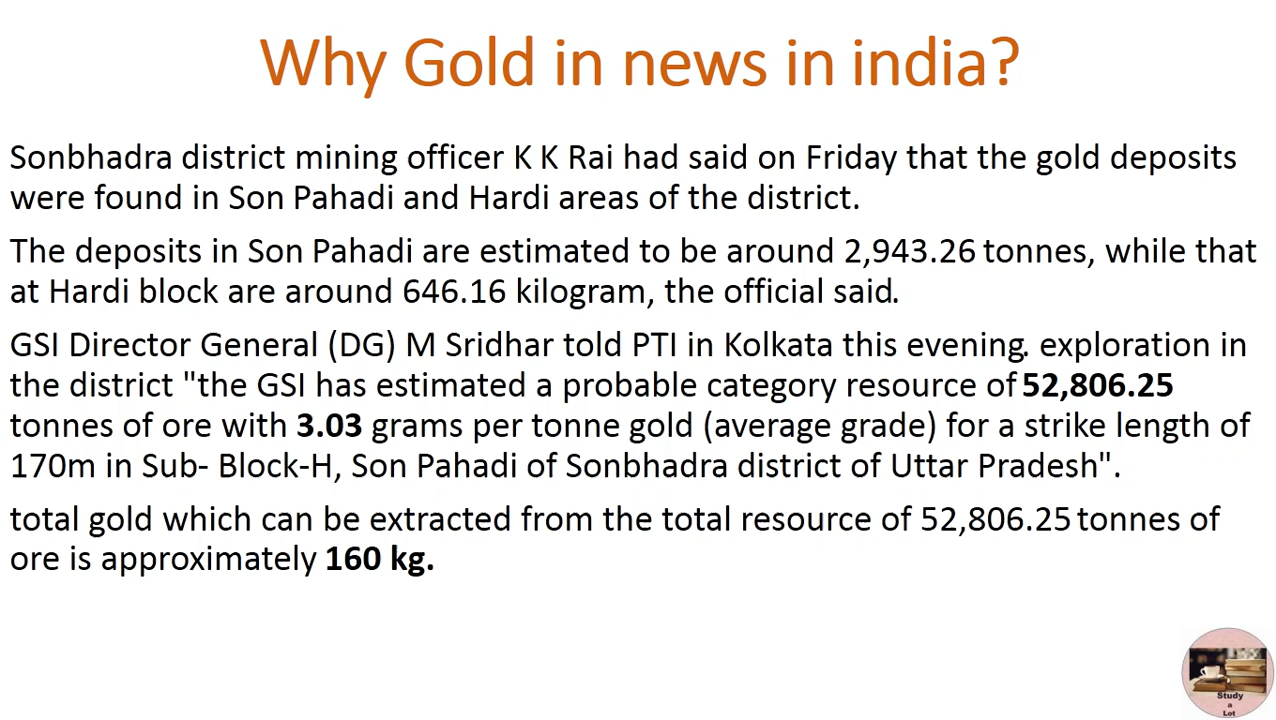 Why Gold in news in india?
Sonbhadra district mining officer K K Rai had said on Friday that the gold deposits
were found in Son Pahadi and Hardi areas of the district.
The deposits in Son Pahadi are estimated to be around 2,943.26 tonnes, while that
at Hardi block are around 646.16 kilogram, the official said.
GSI Director General (DG) M Sridhar told PTI in Kolkata this evening. exploration in
the district "the GSI has estimated a probable category resource of 52,806.25
tonnes of ore with 3.03 grams per tonne gold (average grade) for a strike length of
170m in Sub- Block-H, Son Pahadi of Sonbhadra district of Uttar Pradesh".
total gold which can be extracted from the total resource of 52,806.25 tonnes of
ore is approximately 160 kg.
Study
a
Lot